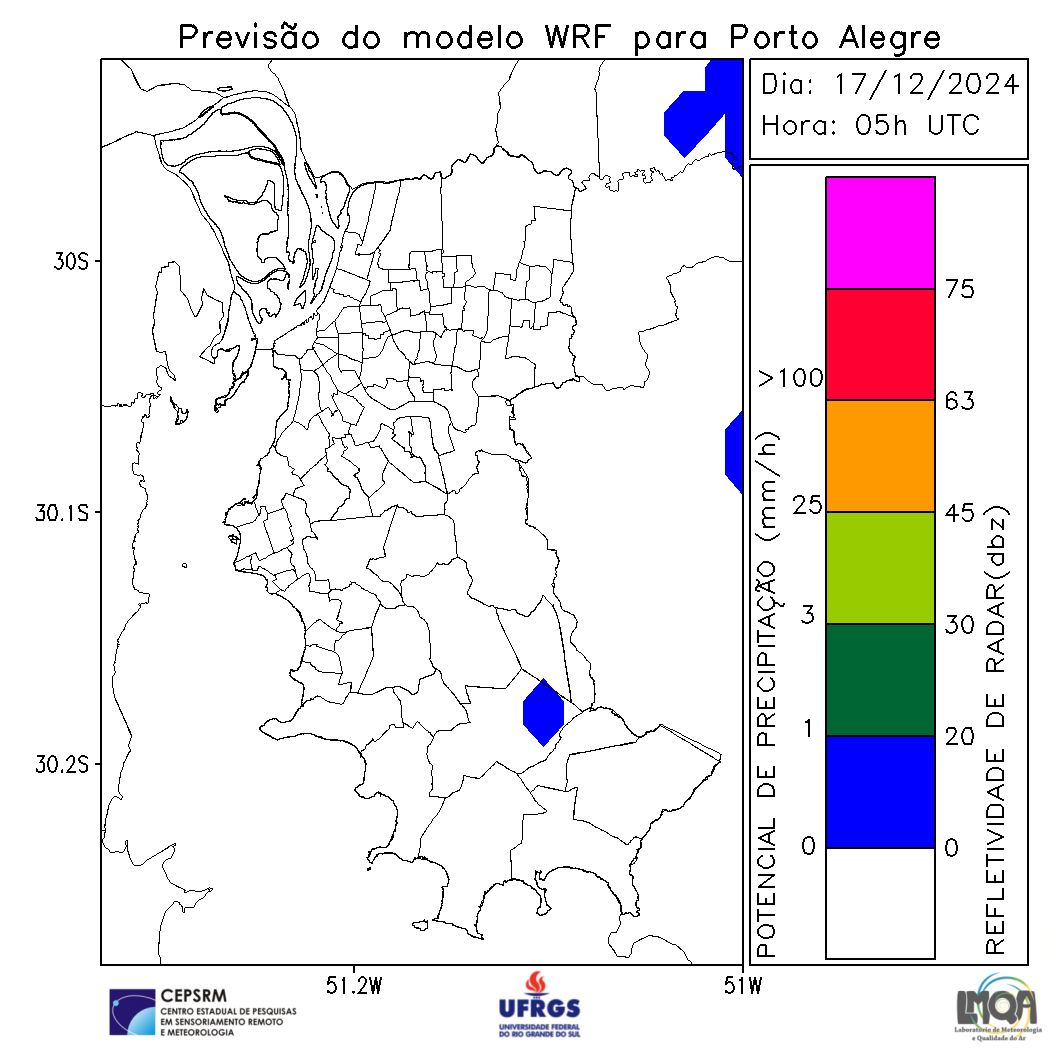 Previsão do modelo WRF para Porto Alegre
Dia: 17/12/2024
Hora: 05h UTC
30S
30.1S
30.2S
51.2W
51W
POTENCIAL DE PRECIPITAÇÃO (mm/h)
>100
25
3
1
0
75
63
45
30
20
0
REFLETIVIDADE DE RADAR(dbz)
CEPSRM
CENTRO ESTADUAL DE PESQUISAS
EM SENSORIAMENTO REMOTO
E METEOROLOGIA
UFRGS
UNIVERSIDADE FEDERAL
DO RIO GRANDE DO SUL
LMQA
Laboratório de Meteorologia
e Qualidade do Ar